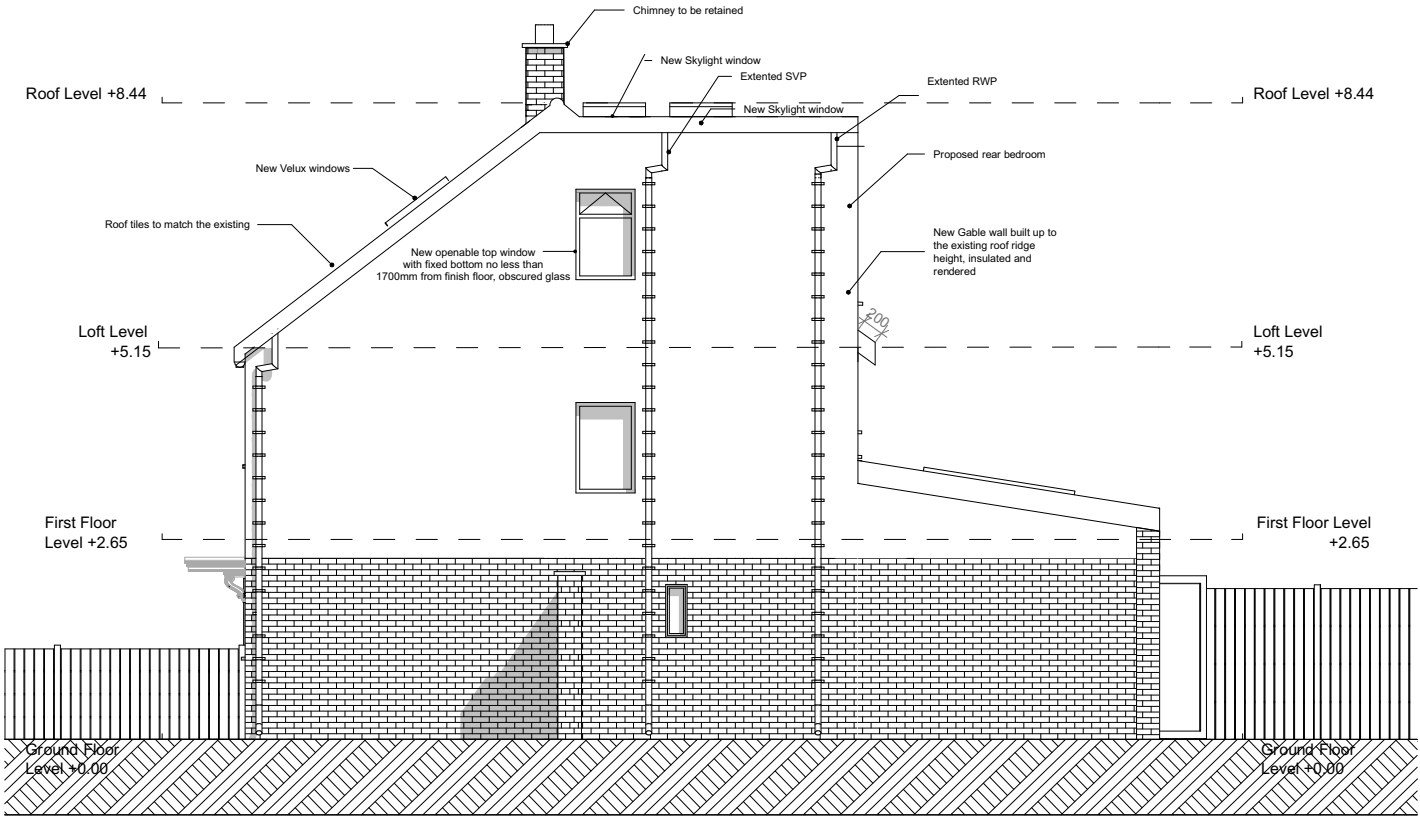 Chimney to be retained
New Skylight window
Extented SVP
Extented RWP
Roof Level +8.44
Roof Level +8.44
New Skylight window
Proposed rear bedroom
New Velux windows
Roof tiles to match the existing
New openable top window
with fixed bottom no less than
1700mm from finish floor, obscured glass
New Gable wall built up to
the existing roof ridge
height, insulated and
rendered
200
Loft Level
+5.15
Loft Level
+5.15
First Floor
Level +2.65
First Floor Level
+2.65
Ground Floor
Level +0.00
Ground Floor
Level +0.00